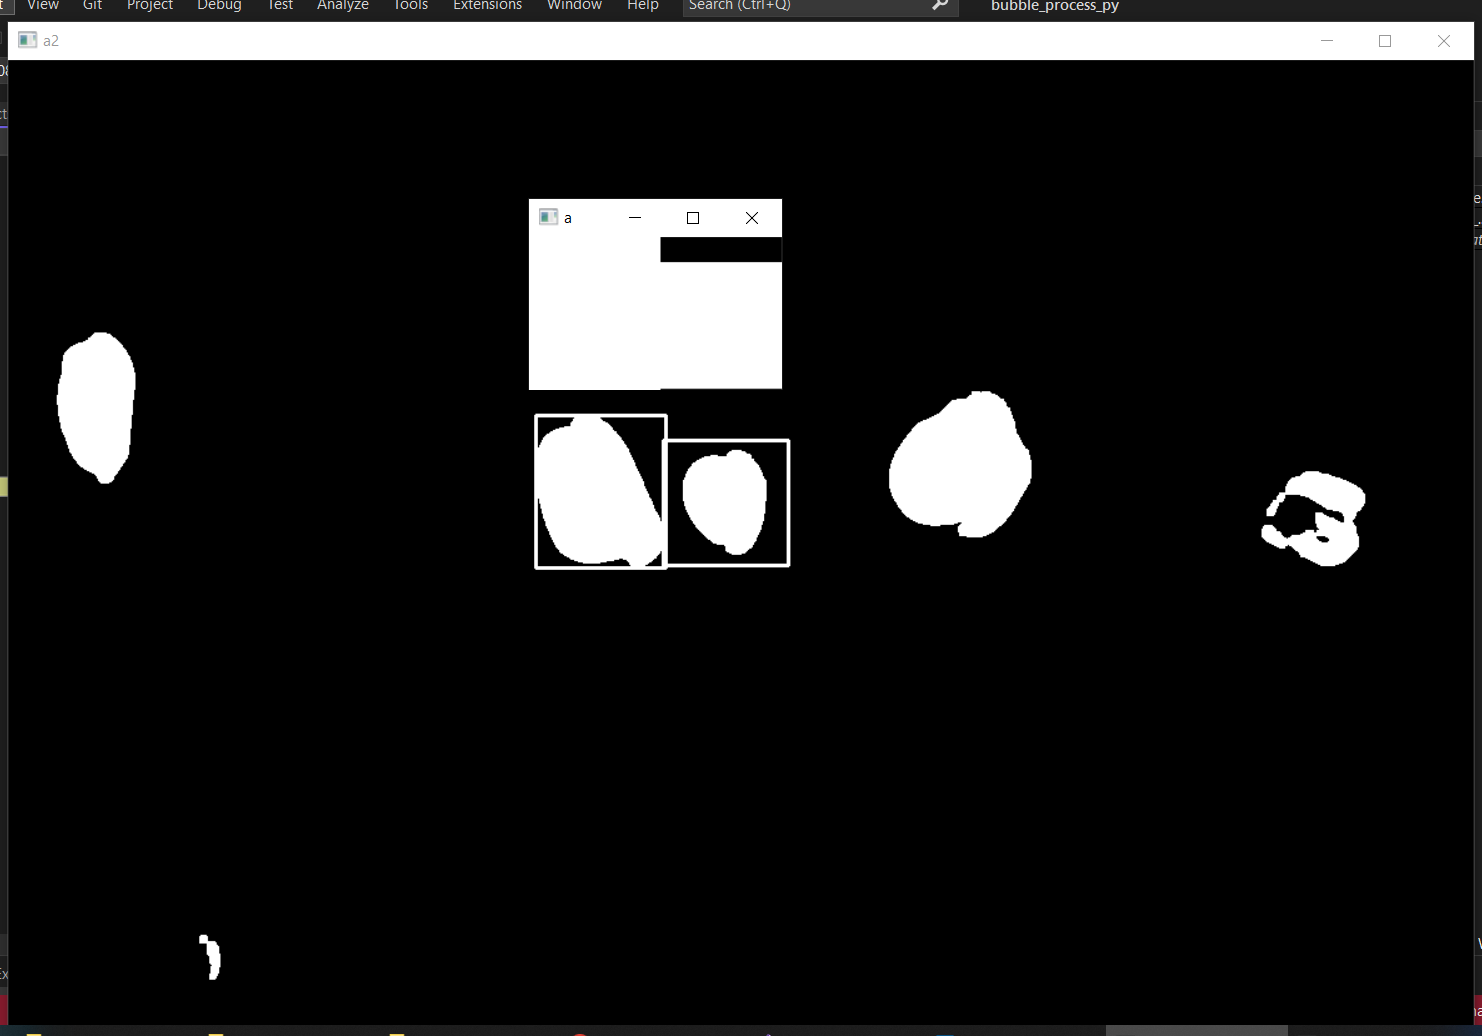 View Git Project Debug Test Analyze Tools Extensions Window Help Search (Ctrl+Q) bubble_process_py
a2
a